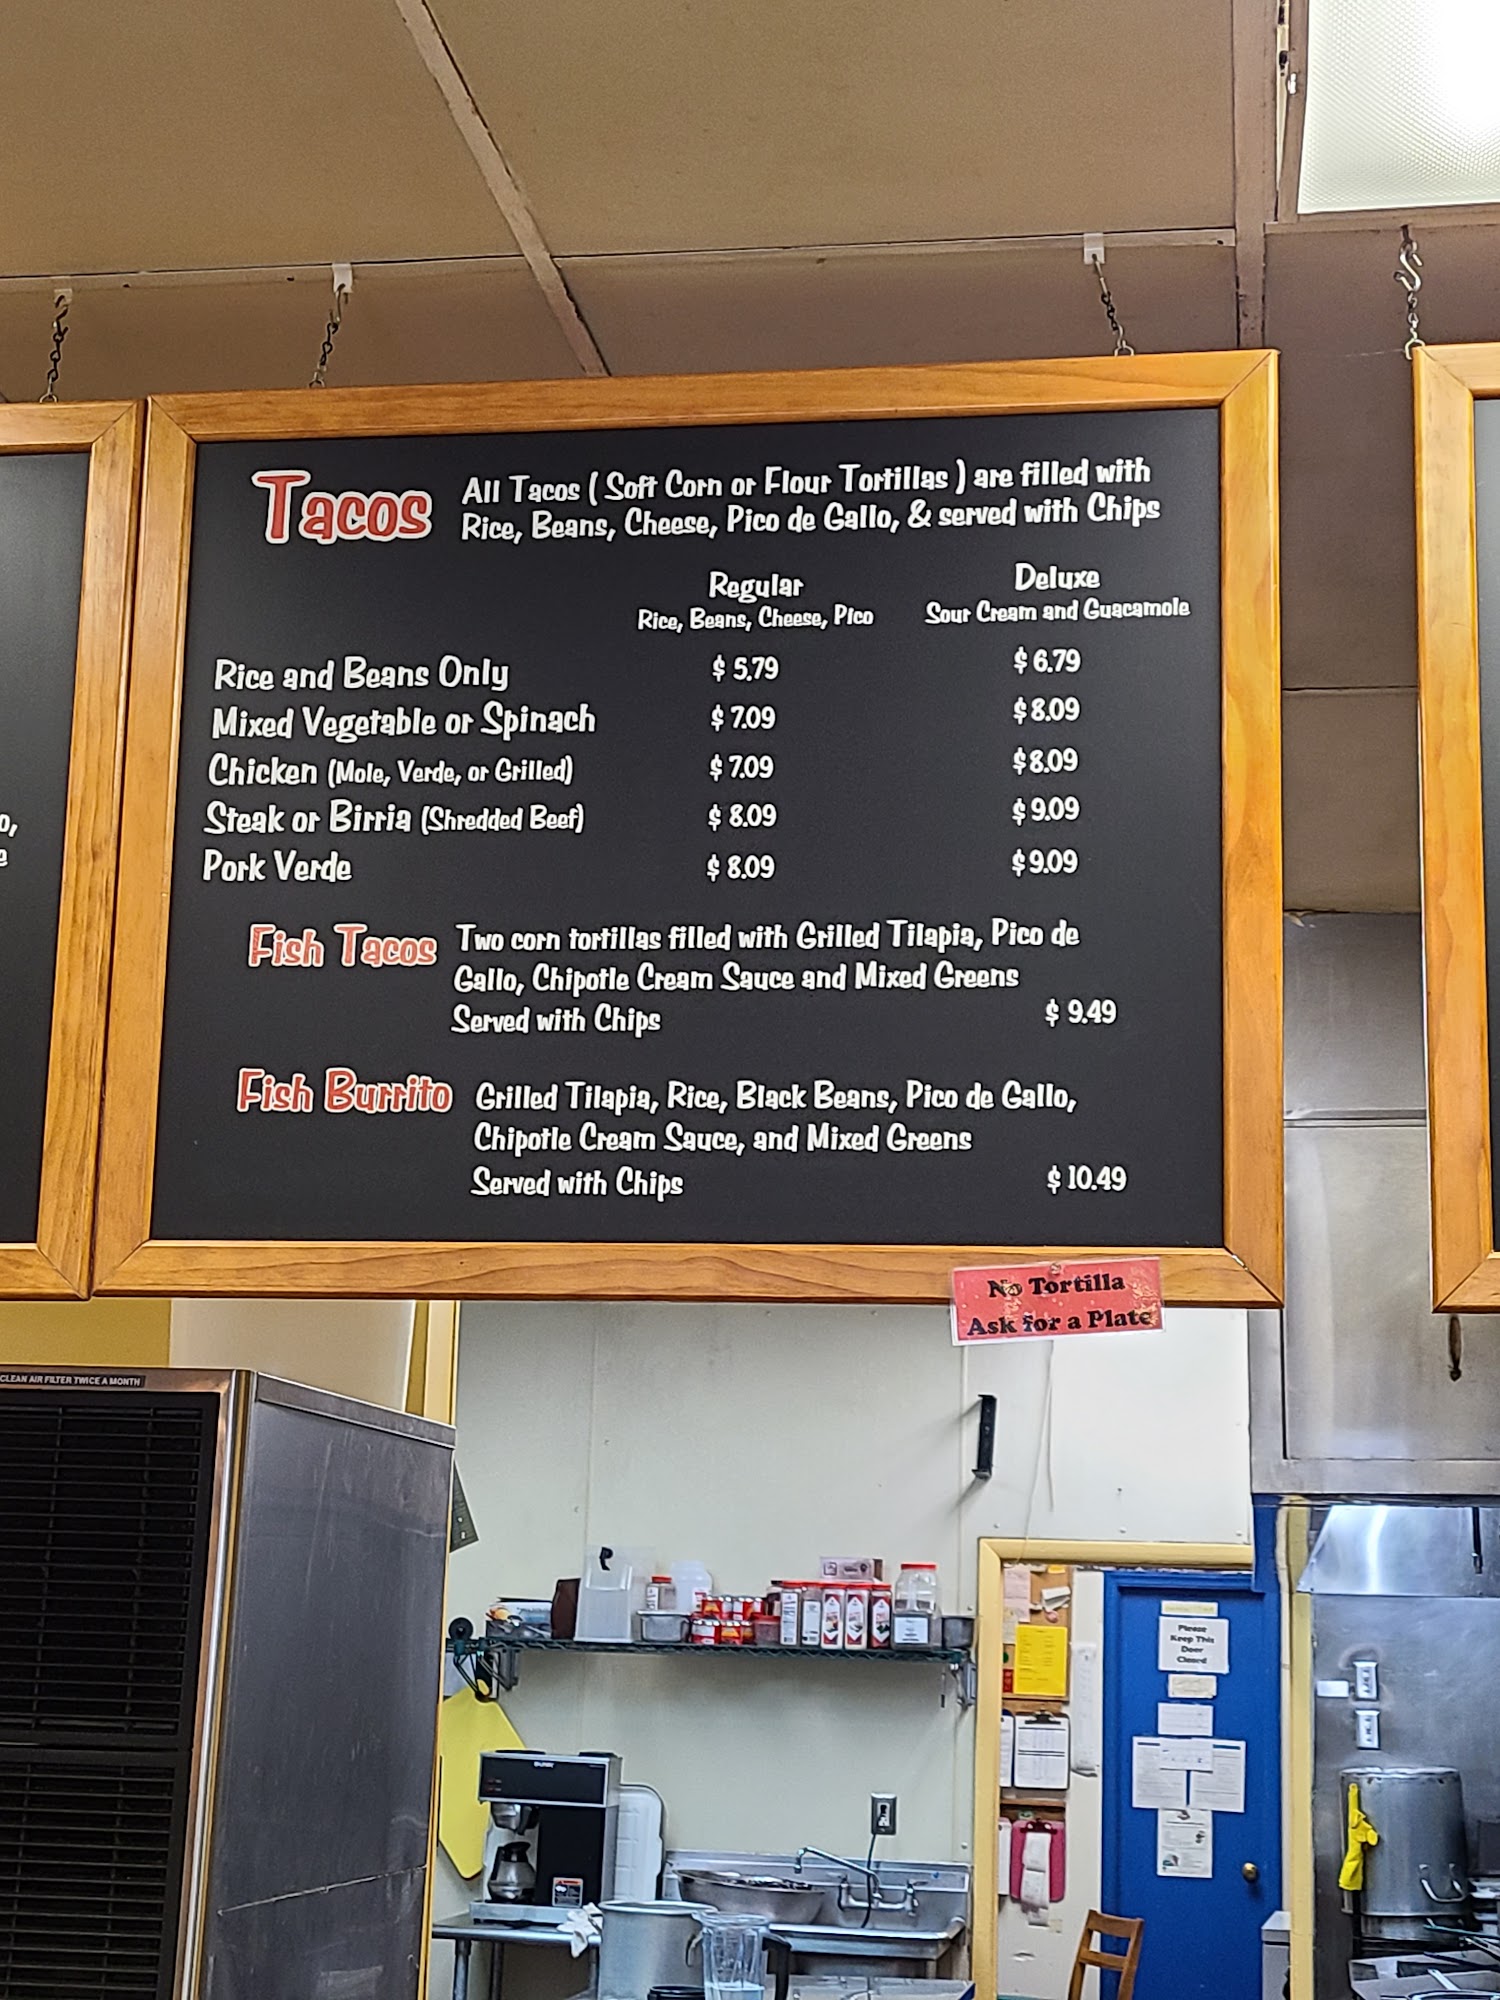 Tacos
All Tacos ( Soft Corn or Flour Tortillas ) are filled with
Rice, Beans, Cheese, Pico de Gallo, & served with Chips
Regular Deluxe
Rice, Beans, Cheese, Pico Sour Cream and Guacamole
Rice and Beans Only $ 5.79 $ 6.79
Mixed Vegetable or Spinach $ 7.09 $ 8.09
Chicken (Mole, Verde, or Grilled) $ 7.09 $ 8.09
Steak or Birria (Shredded Beef) $ 8.09 $ 9.09
Pork Verde $ 8.09 $ 9.09
Fish Tacos
Two corn tortillas filled with Grilled Tilapia, Pico de
Gallo, Chipotle Cream Sauce and Mixed Greens
Served with Chips $ 9.49
Fish Burrito
Grilled Tilapia, Rice, Black Beans, Pico de Gallo,
Chipotle Cream Sauce, and Mixed Greens
Served with Chips $ 10.49
No Tortilla
Ask for a Plate
CLEAN AIR FILTER TWICE A MONTH
P
Please
Keep This
Door
Closed